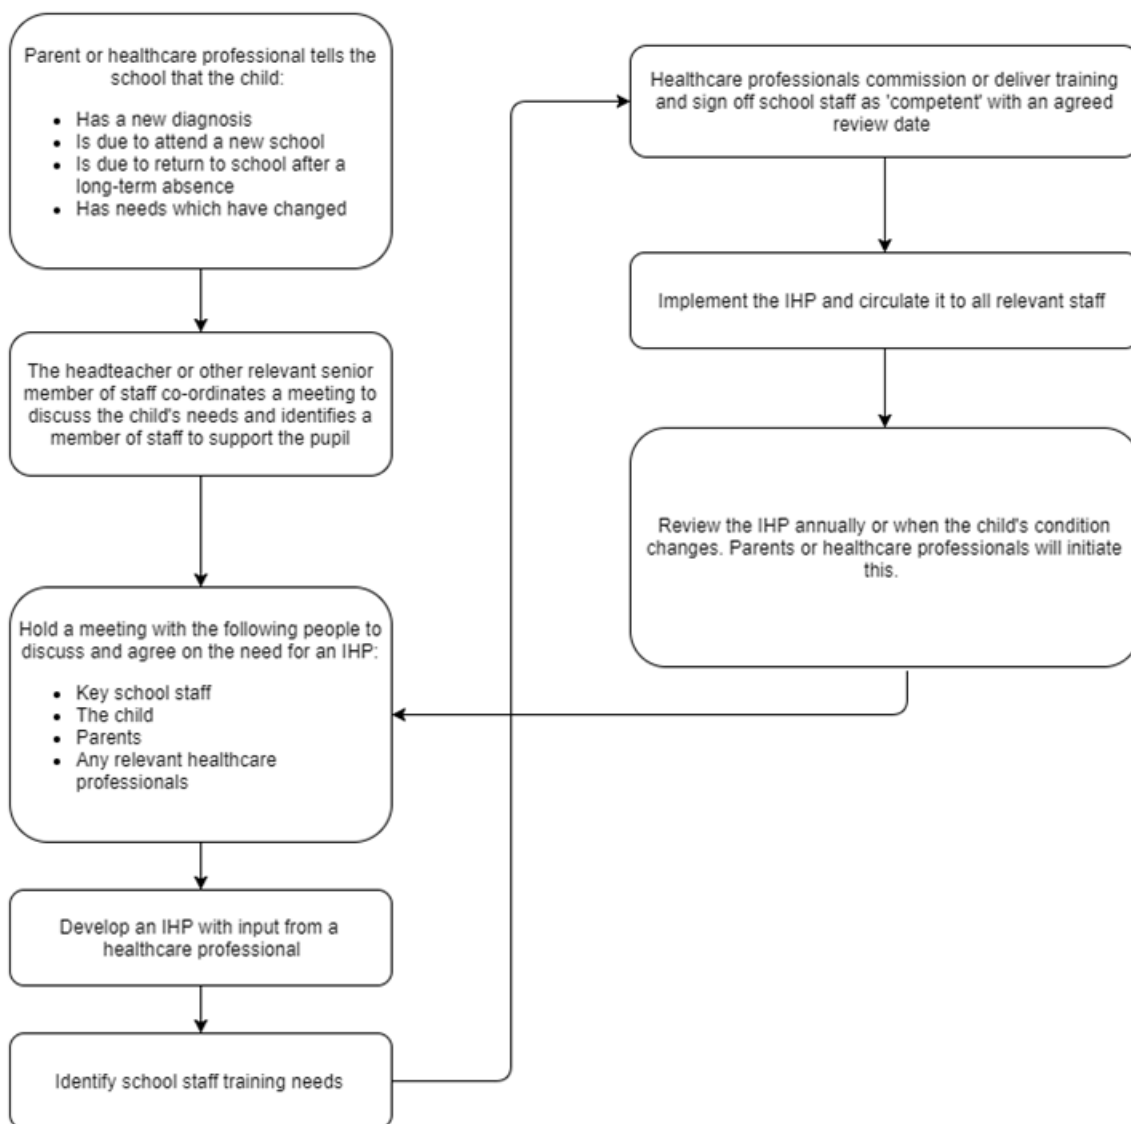 Parent or healthcare professional tells the
school that the child:
• Has a new diagnosis
• Is due to attend a new school
• Is due to return to school after a
long-term absence
• Has needs which have changed
The headteacher or other relevant senior
member of staff co-ordinates a meeting to
discuss the child's needs and identifies a
member of staff to support the pupil
Hold a meeting with the following people to
discuss and agree on the need for an IHP:
• Key school staff
• The child
• Parents
• Any relevant healthcare
professionals
Develop an IHP with input from a
healthcare professional
Identify school staff training needs
Healthcare professionals commission or deliver training
and sign off school staff as 'competent' with an agreed
review date
Implement the IHP and circulate it to all relevant staff
Review the IHP annually or when the child's condition
changes. Parents or healthcare professionals will initiate
this.